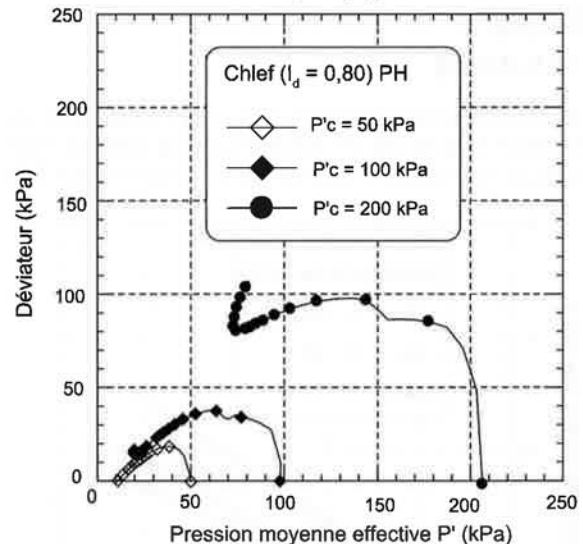 250
200
150
100
50
0
Déviateur (kPa)
Chlef (I_d = 0,80) PH
P'c = 50 kPa
P'c = 100 kPa
P'c = 200 kPa
0 50 100 150 200 250
Pression moyenne effective P' (kPa)